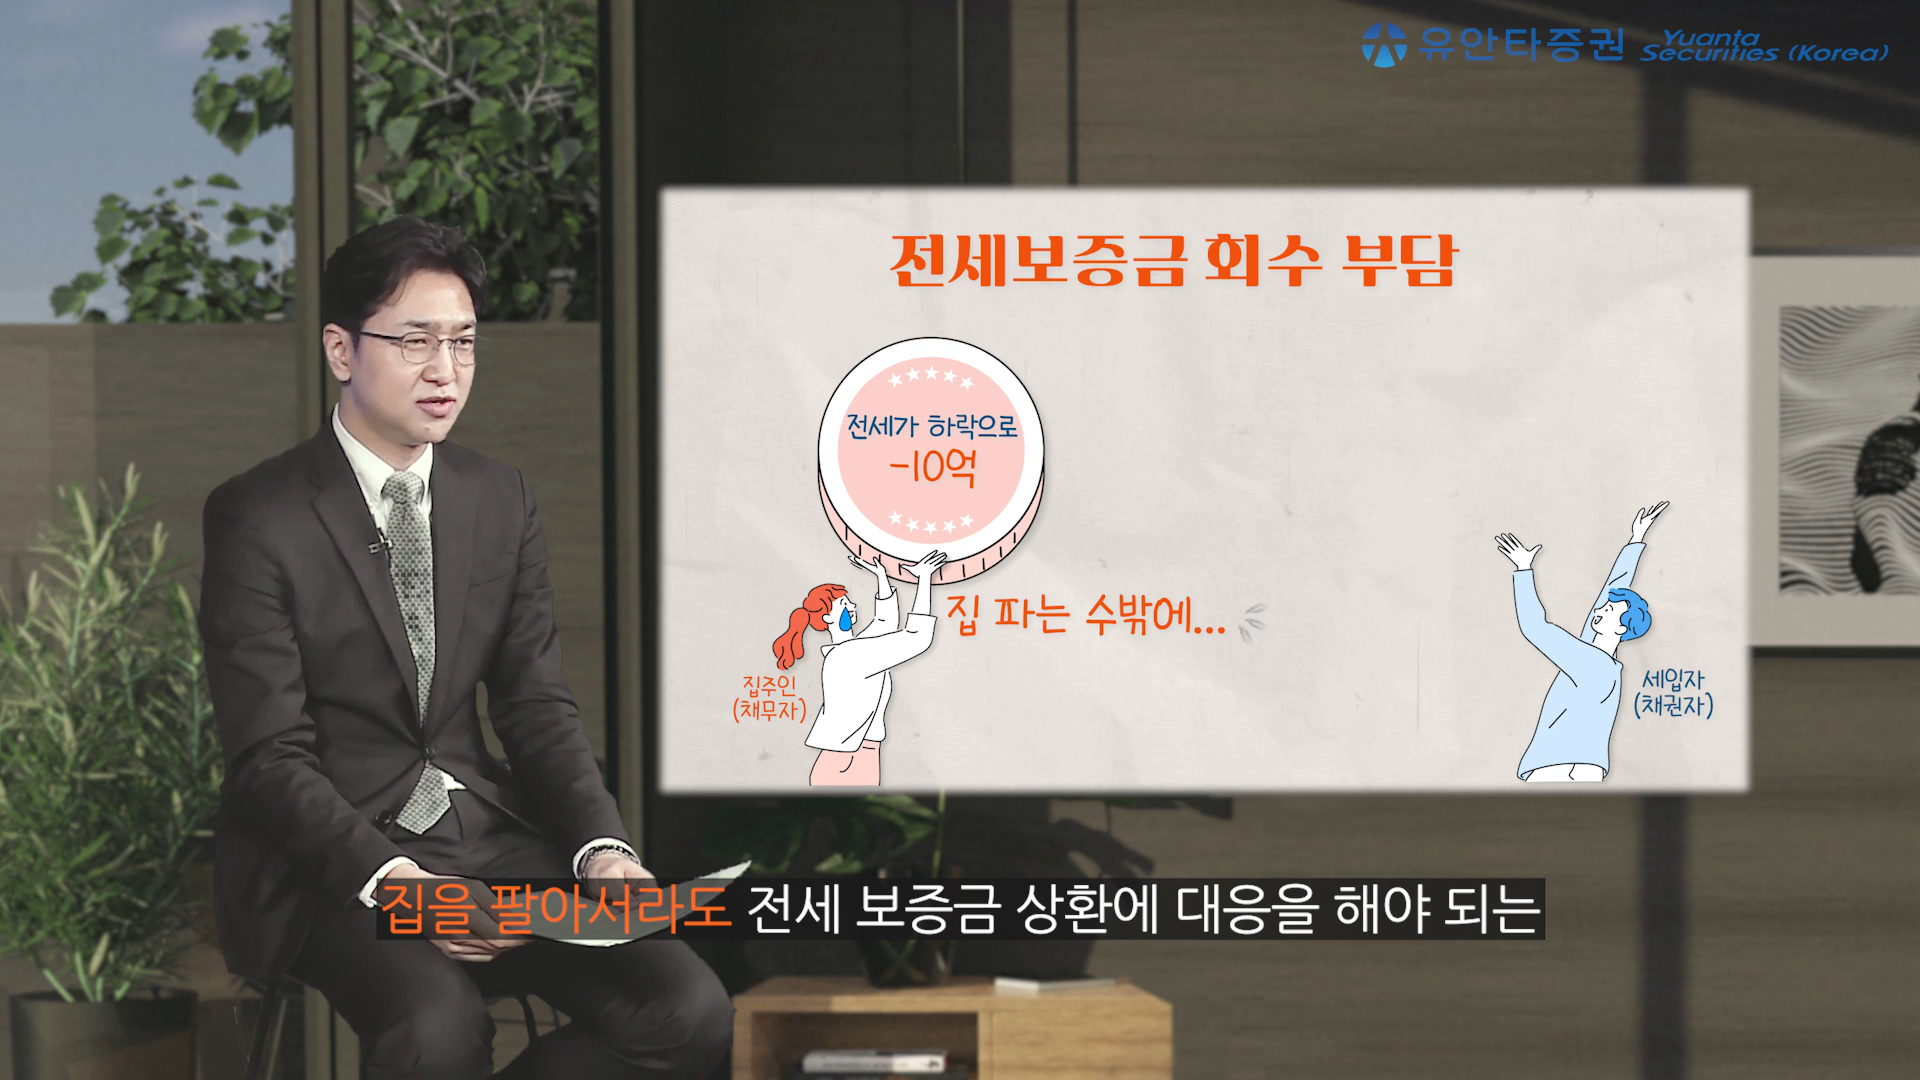 유안타증권 Yuanta Securities (Korea)
전세보증금 회수 부담
전세가 하락으로
-10억
집 파는 수밖에...
집주인
(채무자)
세입자
(채권자)
집을 팔아서라도 전세 보증금 상환에 대응을 해야 되는